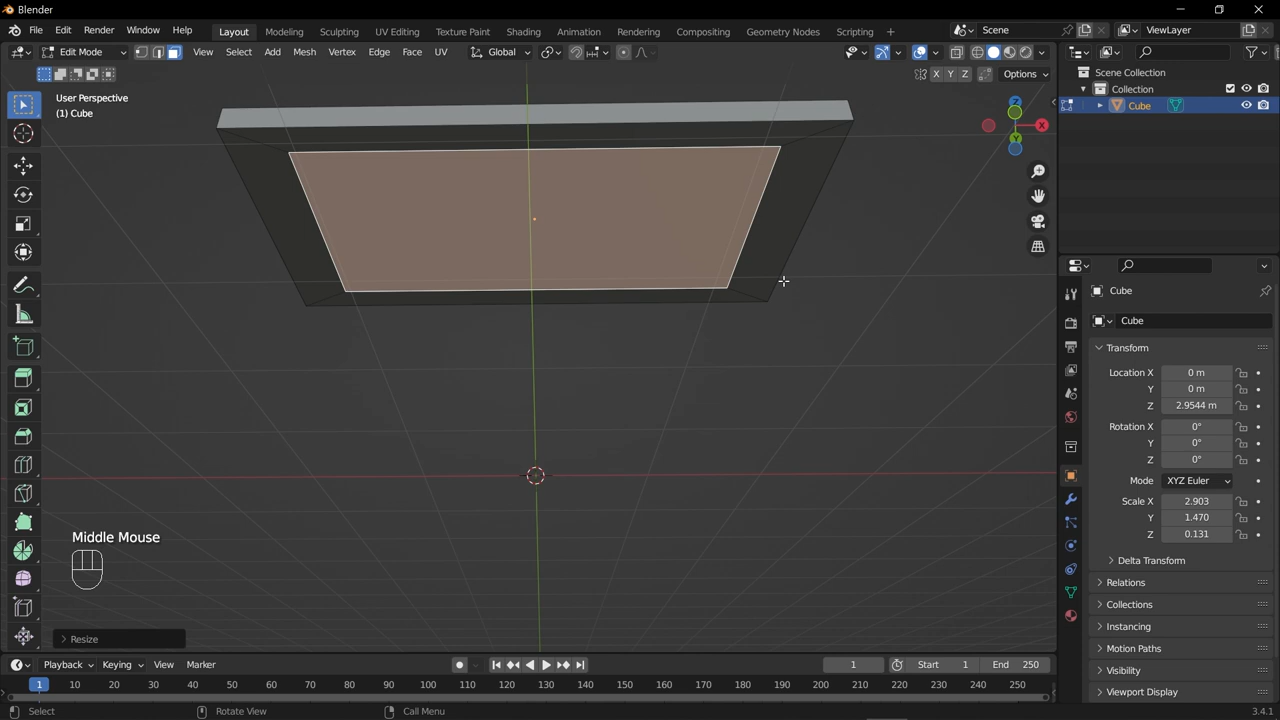 Blender
File Edit Render Window Help Layout Modeling Sculpting UV Editing Texture Paint Shading Animation Rendering Compositing Geometry Nodes Scripting + Scene ViewLayer
Edit Mode View Select Add Mesh Vertex Edge Face UV Global
X Y Z Options
User Perspective
(1) Cube
Scene Collection
Collection
Cube
Z
X
Y
Cube
Cube
Transform
Location X 0 m
Y 0 m
Z 2.9544 m
Rotation X 0°
Y 0°
Z 0°
Mode XYZ Euler
Scale X 2.903
Y 1.470
Z 0.131
Delta Transform
Relations
Collections
Instancing
Motion Paths
Visibility
Viewport Display
Middle Mouse
Resize
Playback Keying View Marker 1 Start 1 End 250
1 10 20 30 40 50 60 70 80 90 100 110 120 130 140 150 160 170 180 190 200 210 220 230 240 250
Select Rotate View Call Menu 3.4.1